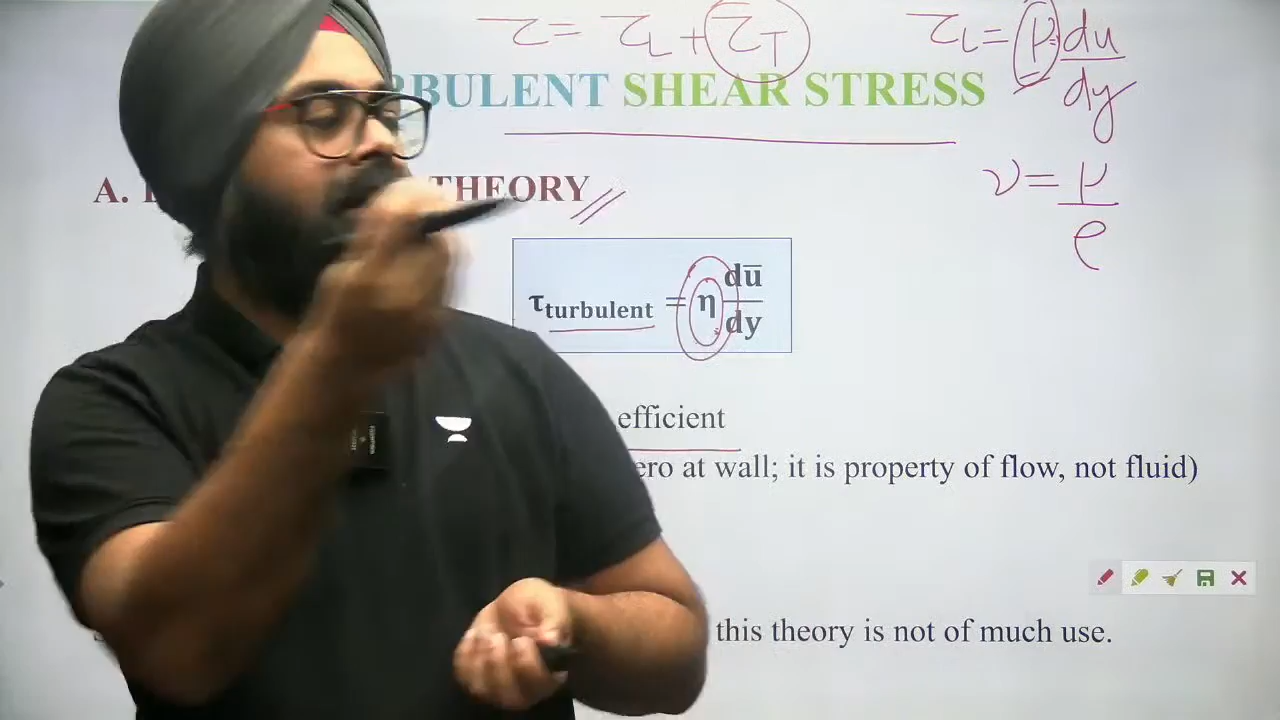 τ = τL + τT
τL = μ du/dy
BULENT SHEAR STRESS
ν = μ/ρ
A. THEORY
τturbulent = η dū/dy
efficient
ero at wall; it is property of flow, not fluid)
this theory is not of much use.